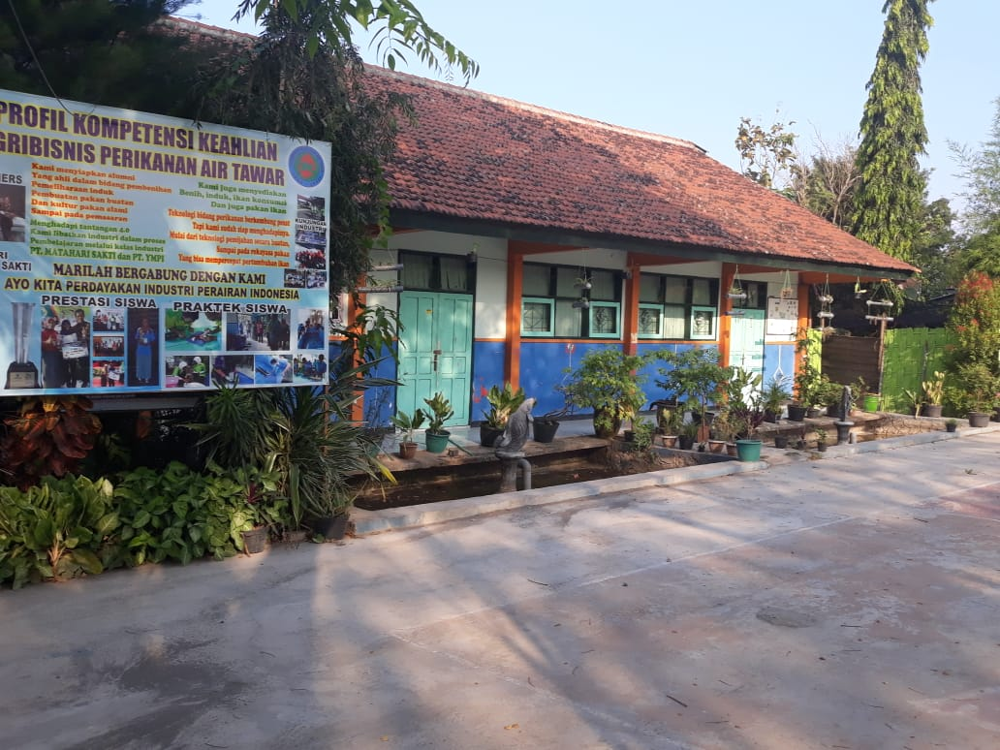 PROFIL KOMPETENSI KEAHLIAN
GRIBISNIS PERIKANAN AIR TAWAR
NERS
Kami menyiapkan alumni
Yang ahli dalam bidang pembenihan
Pemeliharaan induk
Pembuatan pakan buatan
Dan kultur pakan alami
Sampai pada pemasaran
Menghadapi tantangan 4.0
Kami libatkan industri dalam proses
Pembelajaran melalui kelas industri
PT. MATAHARI SAKTI dan PT. YMPI
Kami juga menyediakan
Benih, induk, ikan konsumsi
Dan juga pakan ikan
Teknologi bidang perikanan berkembang pesat
Tapi kami sudah siap menghadapinya
Mulai dari teknologi pemijahan secara buatan,
Sampai pada rekayasa pakan
Yang bisa mempercepat pertumbuhan ikan
KUNJUNGAN
INDUSTRI
ARI
SAKTI
MARILAH BERGABUNG DENGAN KAMI
AYO KITA PERDAYAKAN INDUSTRI PERAIRAN INDONESIA
PRESTASI SISWA
PRAKTEK SISWA